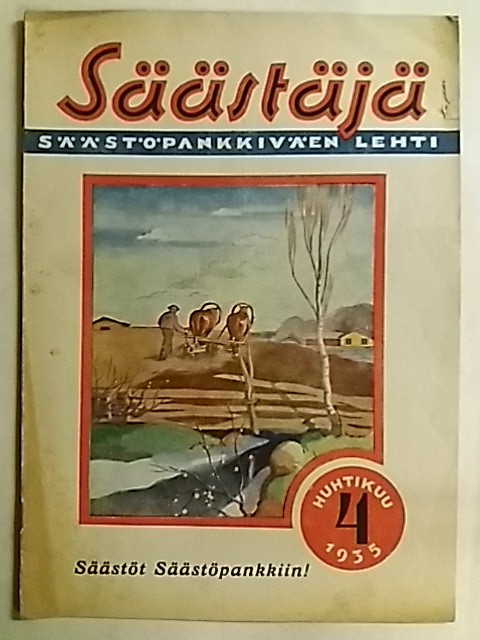 Säästäjä
SÄÄSTÖPANKKIVÄEN LEHTI
HUHTIKUU
4
1935
Säästöt Säästöpankkiin!